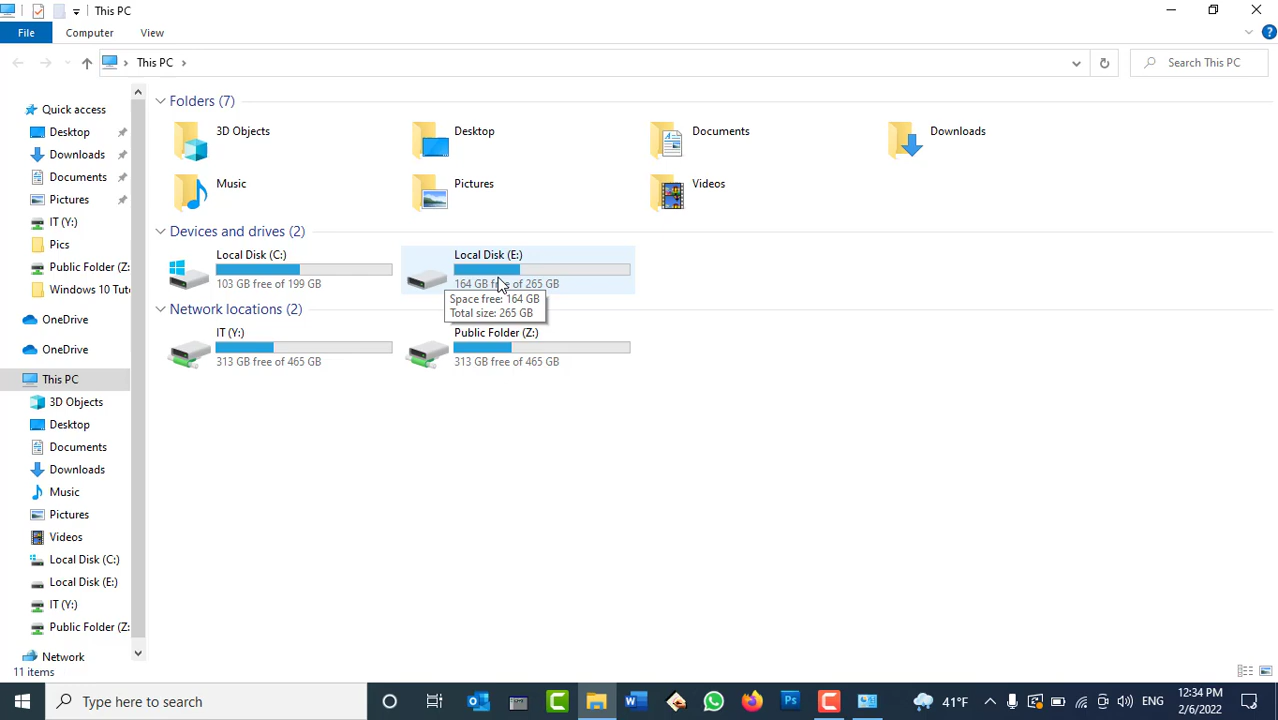 This PC
File Computer View
This PC
Search This PC
Quick access
Desktop
Downloads
Documents
Pictures
IT (Y:)
Pics
Public Folder (Z:
Windows 10 Tut
OneDrive
OneDrive
This PC
3D Objects
Desktop
Documents
Downloads
Music
Pictures
Videos
Local Disk (C:)
Local Disk (E:)
IT (Y:)
Public Folder (Z:
Network
Folders (7)
3D Objects
Desktop
Documents
Downloads
Music
Pictures
Videos
Devices and drives (2)
Local Disk (C:)
103 GB free of 199 GB
Local Disk (E:)
164 GB free of 265 GB
Space free: 164 GB
Total size: 265 GB
Network locations (2)
IT (Y:)
313 GB free of 465 GB
Public Folder (Z:)
313 GB free of 465 GB
11 items
Type here to search
41°F
ENG
12:34 PM
2/6/2022